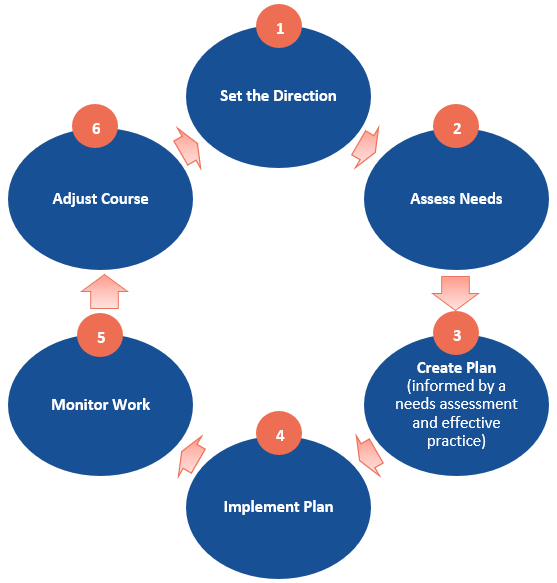 1
Set the Direction
2
Assess Needs
3
Create Plan
(informed by a
needs assessment
and effective
practice)
4
Implement Plan
5
Monitor Work
6
Adjust Course